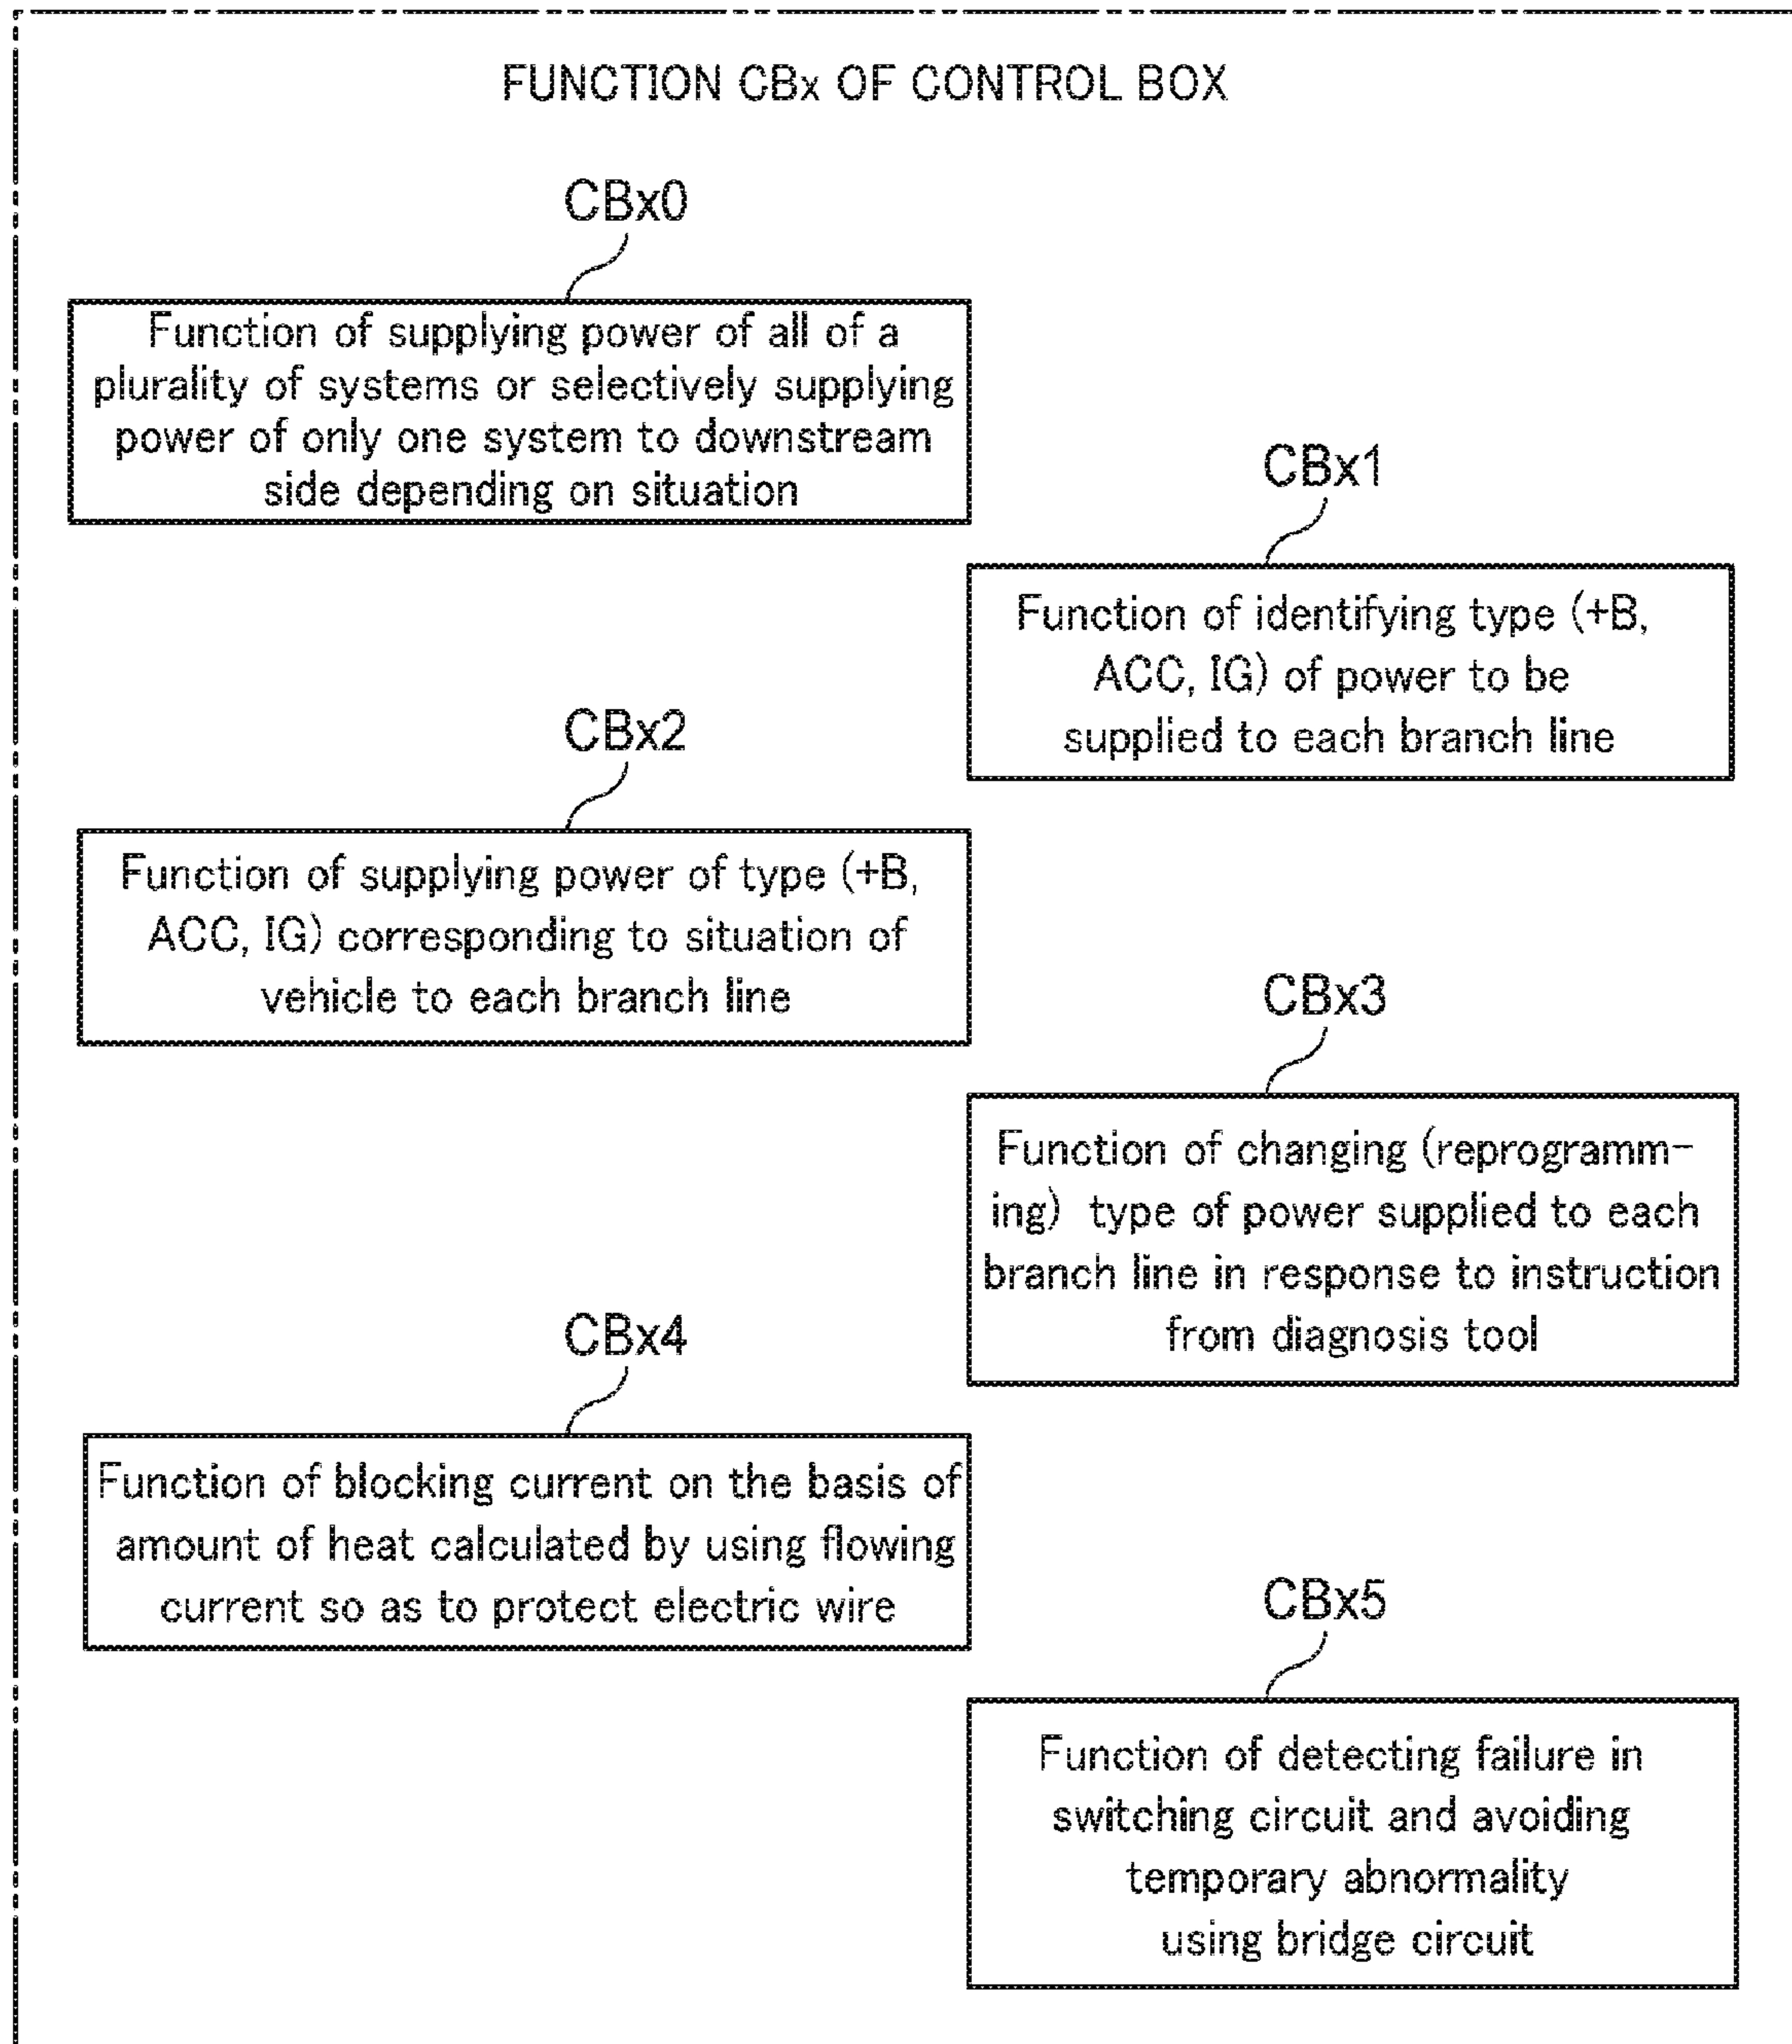 FUNCTION CBx OF CONTROL BOX
CBx0
Function of supplying power of all of a
plurality of systems or selectively supplying
power of only one system to downstream
side depending on situation
CBx1
Function of identifying type (+B,
ACC, IG) of power to be
supplied to each branch line
CBx2
Function of supplying power of type (+B,
ACC, IG) corresponding to situation of
vehicle to each branch line
CBx3
Function of changing (reprogramm-
ing) type of power supplied to each
branch line in response to instruction
from diagnosis tool
CBx4
Function of blocking current on the basis of
amount of heat calculated by using flowing
current so as to protect electric wire
CBx5
Function of detecting failure in
switching circuit and avoiding
temporary abnormality
using bridge circuit